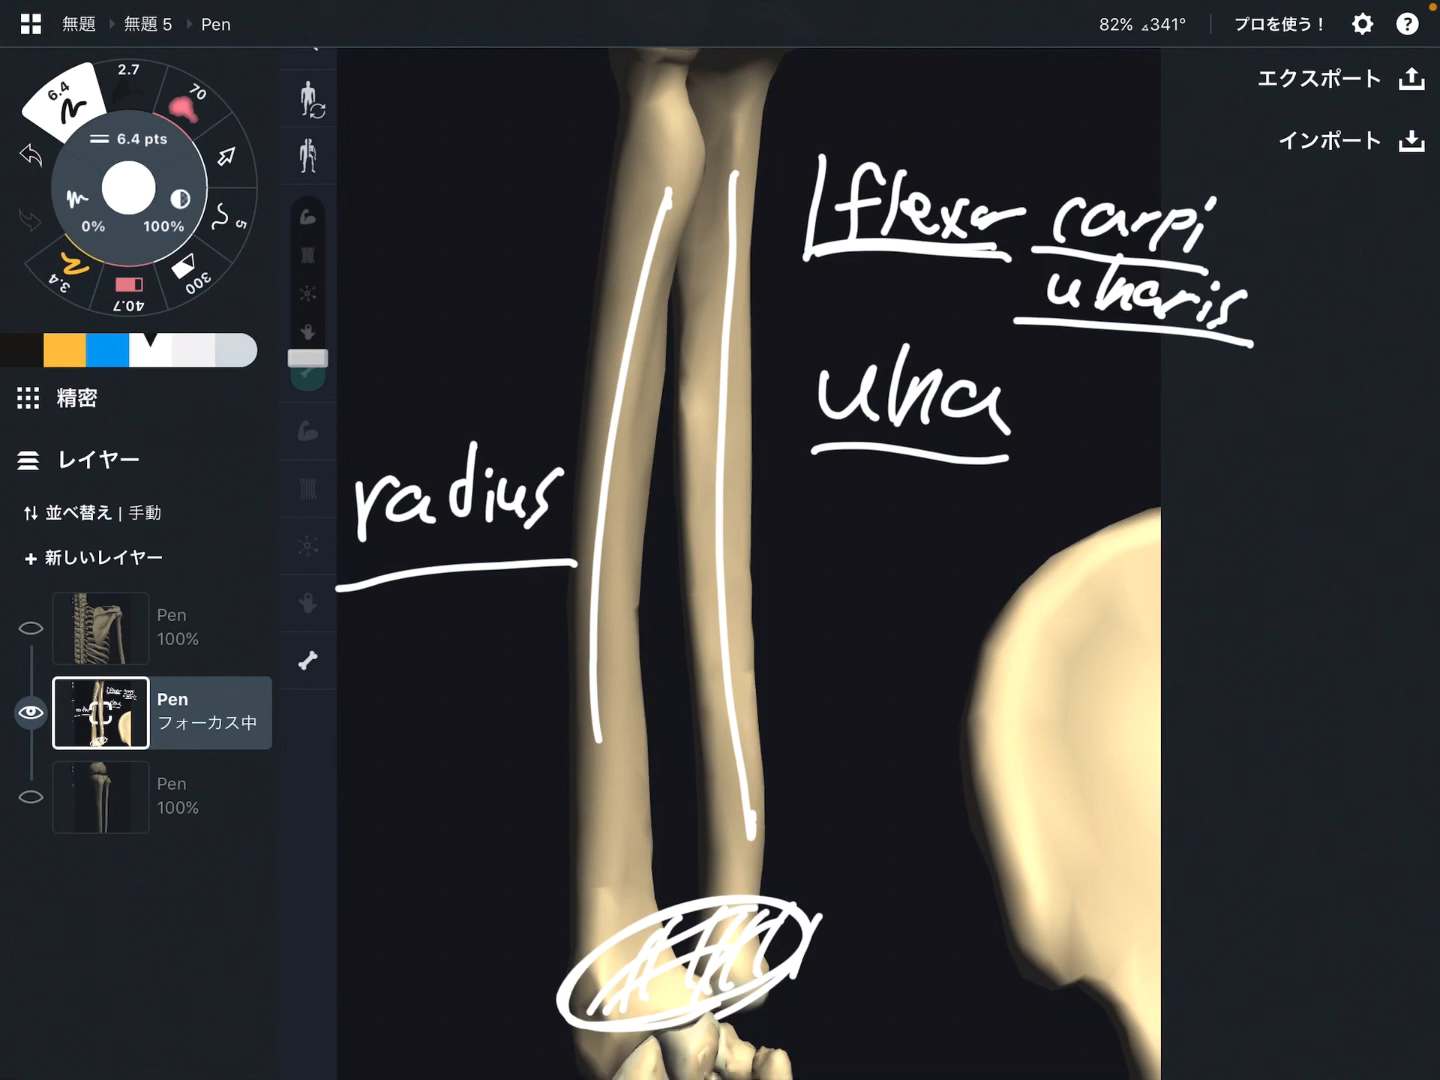 無題 無題 5 Pen
82% ⊿341°
プロを使う!
エクスポート
インポート
2.7
6.4
70
6.4 pts
0% 100%
5
3.4
40.7
300
精密
レイヤー
並べ替え | 手動
+ 新しいレイヤー
Pen
100%
Pen
フォーカス中
Pen
100%
flexor carpi
ulnaris
ulna
radius